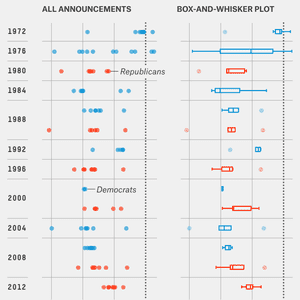 ALL ANNOUNCEMENTS
BOX-AND-WHISKER PLOT
1972
1976
1980
Republicans
1984
1988
1992
1996
Democrats
2000
2004
2008
2012